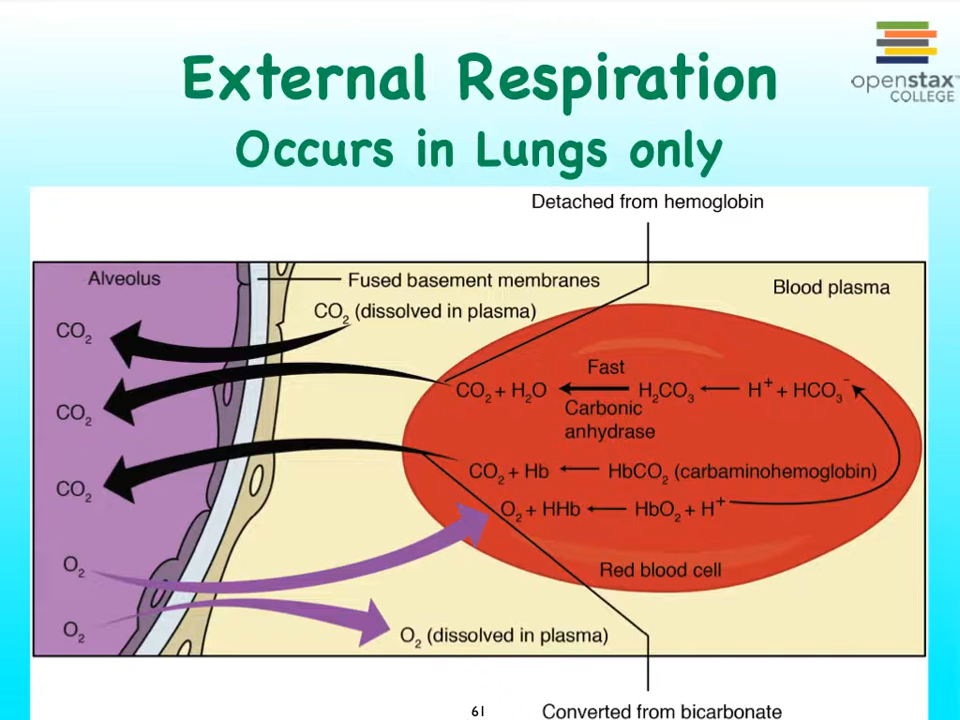 External Respiration
Occurs in Lungs only
openstax™
COLLEGE
Detached from hemoglobin
Alveolus
Fused basement membranes
Blood plasma
CO₂ (dissolved in plasma)
CO₂
Fast
CO₂ + H₂O
H₂CO₃
H⁺ + HCO₃⁻
CO₂
Carbonic
anhydrase
CO₂ + Hb
HbCO₂ (carbaminohemoglobin)
CO₂
O₂ + HHb
HbO₂ + H⁺
O₂
Red blood cell
O₂
O₂ (dissolved in plasma)
61
Converted from bicarbonate